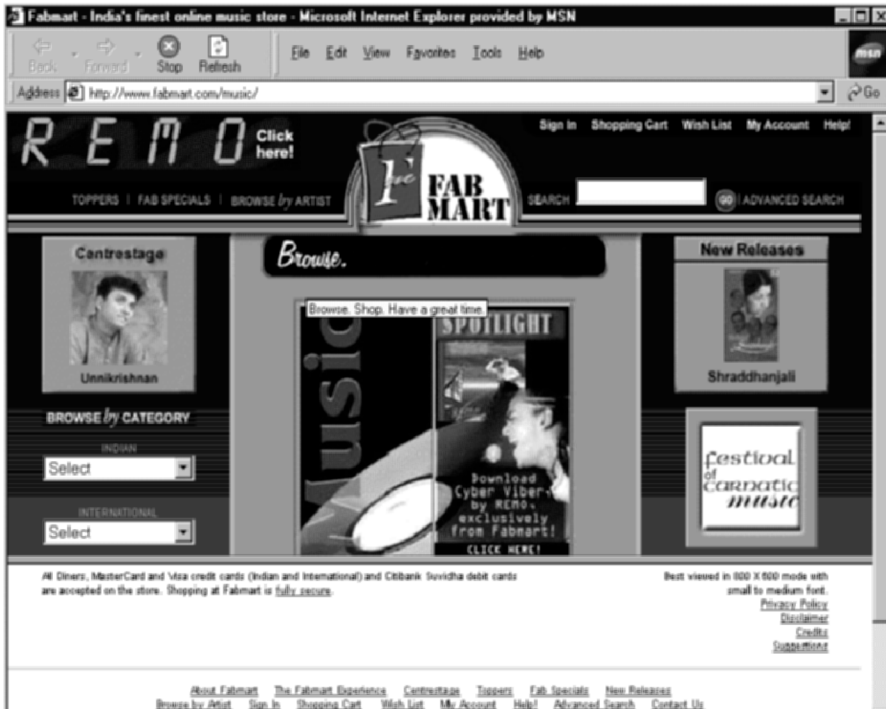 Fabmart - India's finest online music store - Microsoft Internet Explorer provided by MSN
Back Forward Stop Refresh File Edit View Favorites Tools Help msn
Address http://www.fabmart.com/music/ Go
REMO Click here!
Sign In Shopping Cart Wish List My Account Help!
FAB MART
TOPPERS | FAB SPECIALS | BROWSE by ARTIST
SEARCH GO | ADVANCED SEARCH
Centrestage
Unnikrishnan
BROWSE by CATEGORY
INDIAN
Select
INTERNATIONAL
Select
Browse.
Browse. Shop. Have a great time.
Music
SPOTLIGHT
Download
Cyber Viber,
by REMO,
exclusively
from Fabmart!
CLICK HERE!
New Releases
Shraddhanjali
festival
of
carnatic
music
All Diners, MasterCard and Visa credit cards (Indian and International) and Citibank Suvidha debit cards
are accepted on the store. Shopping at Fabmart is fully secure.
Best viewed in 800 X 600 mode with
small to medium font.
Privacy Policy
Disclaimer
Credits
Suggestions
About Fabmart The Fabmart Experience Centrestage Toppers Fab Specials New Releases
Browse by Artist Sign In Shopping Cart Wish List My Account Help! Advanced Search Contact Us